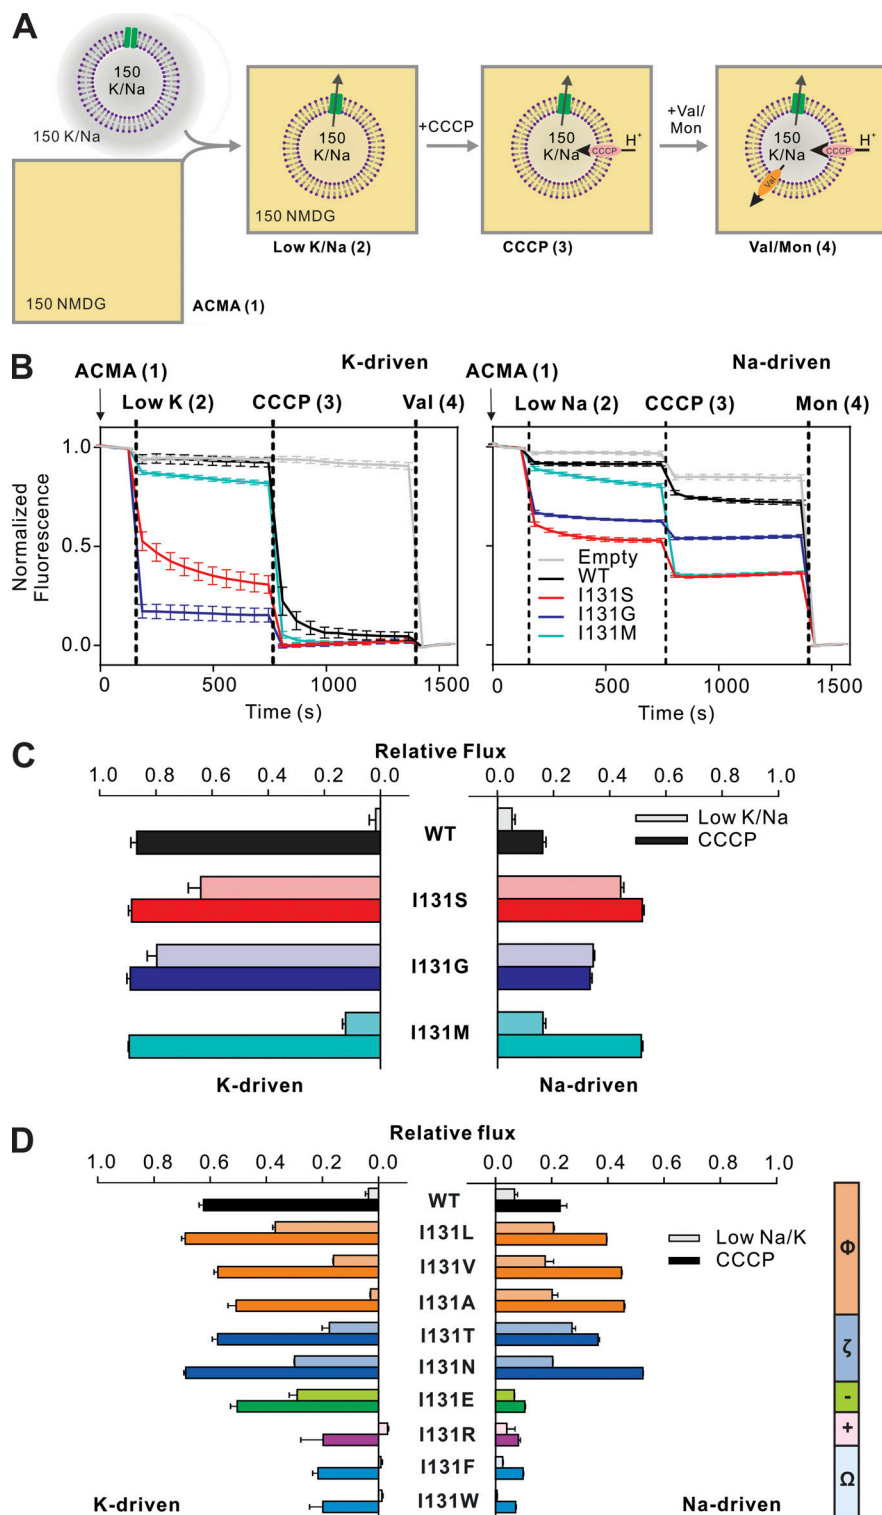 A
150
K/Na
150 K/Na
150 NMDG
ACMA (1)
150
K/Na
150 NMDG
Low K/Na (2)
+CCCP
150
K/Na
CCCP
H+
CCCP (3)
+Val/
Mon
150
K/Na
CCCP
H+
Val
Val/Mon (4)
B
K-driven
Na-driven
ACMA (1)
ACMA (1)
Low K (2)
CCCP (3)
Val (4)
Low Na (2)
CCCP (3)
Mon (4)
Normalized
Fluorescence
1.0
0.5
0.0
Empty
WT
I131S
I131G
I131M
0
500
1000
1500
0
500
1000
1500
Time (s)
Time (s)
C
Relative Flux
1.0 0.8 0.6 0.4 0.2 0.0
0.0 0.2 0.4 0.6 0.8 1.0
Low K/Na
CCCP
WT
I131S
I131G
I131M
K-driven
Na-driven
D
Relative flux
1.0 0.8 0.6 0.4 0.2 0.0
0.0 0.2 0.4 0.6 0.8 1.0
Low Na/K
CCCP
WT
I131L
I131V
I131A
I131T
I131N
I131E
I131R
I131F
I131W
Φ
ζ
-
+
Ω
K-driven
Na-driven